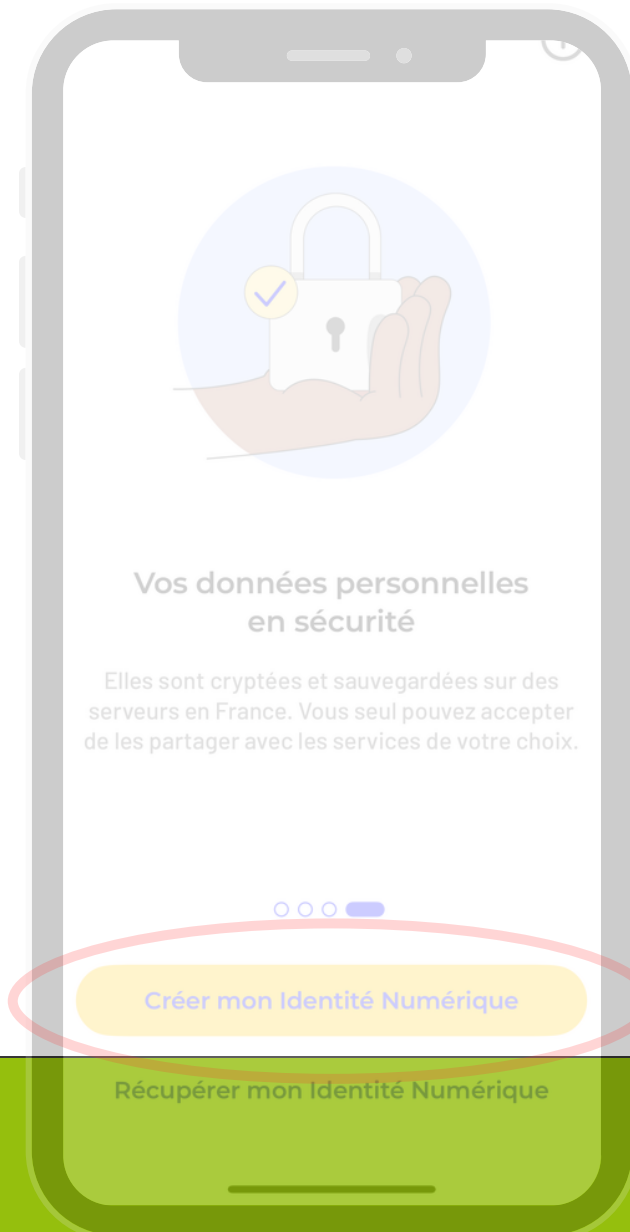 Vos données personnelles
en sécurité
Elles sont cryptées et sauvegardées sur des
serveurs en France. Vous seul pouvez accepter
de les partager avec les services de votre choix.
Créer mon Identité Numérique
Récupérer mon Identité Numérique